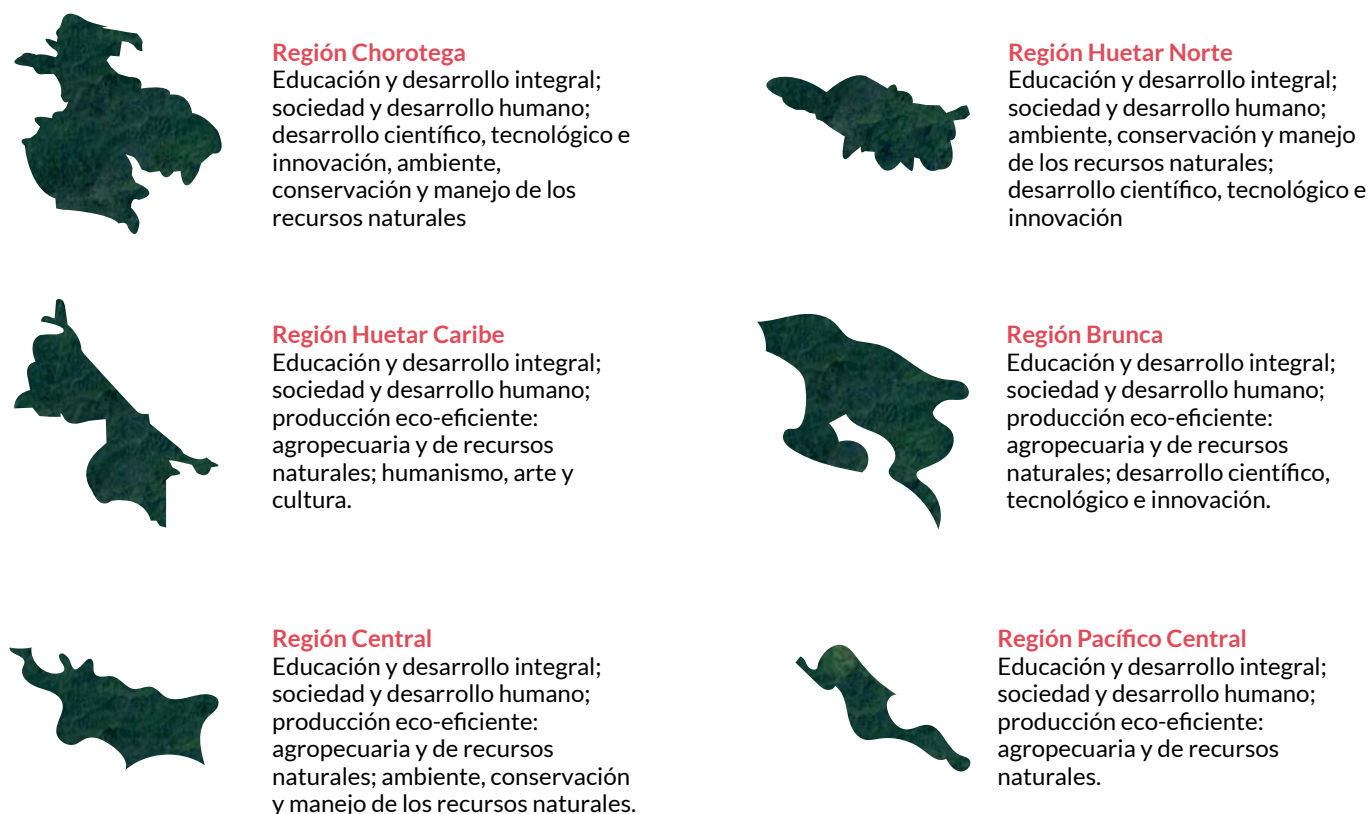 Región Chorotega
Educación y desarrollo integral;
sociedad y desarrollo humano;
desarrollo científico, tecnológico e
innovación, ambiente,
conservación y manejo de los
recursos naturales
Región Huetar Norte
Educación y desarrollo integral;
sociedad y desarrollo humano;
ambiente, conservación y manejo
de los recursos naturales;
desarrollo científico, tecnológico e
innovación
Región Huetar Caribe
Educación y desarrollo integral;
sociedad y desarrollo humano;
producción eco-eficiente:
agropecuaria y de recursos
naturales; humanismo, arte y
cultura.
Región Brunca
Educación y desarrollo integral;
sociedad y desarrollo humano;
producción eco-eficiente:
agropecuaria y de recursos
naturales; desarrollo científico,
tecnológico e innovación.
Región Central
Educación y desarrollo integral;
sociedad y desarrollo humano;
producción eco-eficiente:
agropecuaria y de recursos
naturales; ambiente, conservación
y manejo de los recursos naturales.
Región Pacífico Central
Educación y desarrollo integral;
sociedad y desarrollo humano;
producción eco-eficiente:
agropecuaria y de recursos
naturales.